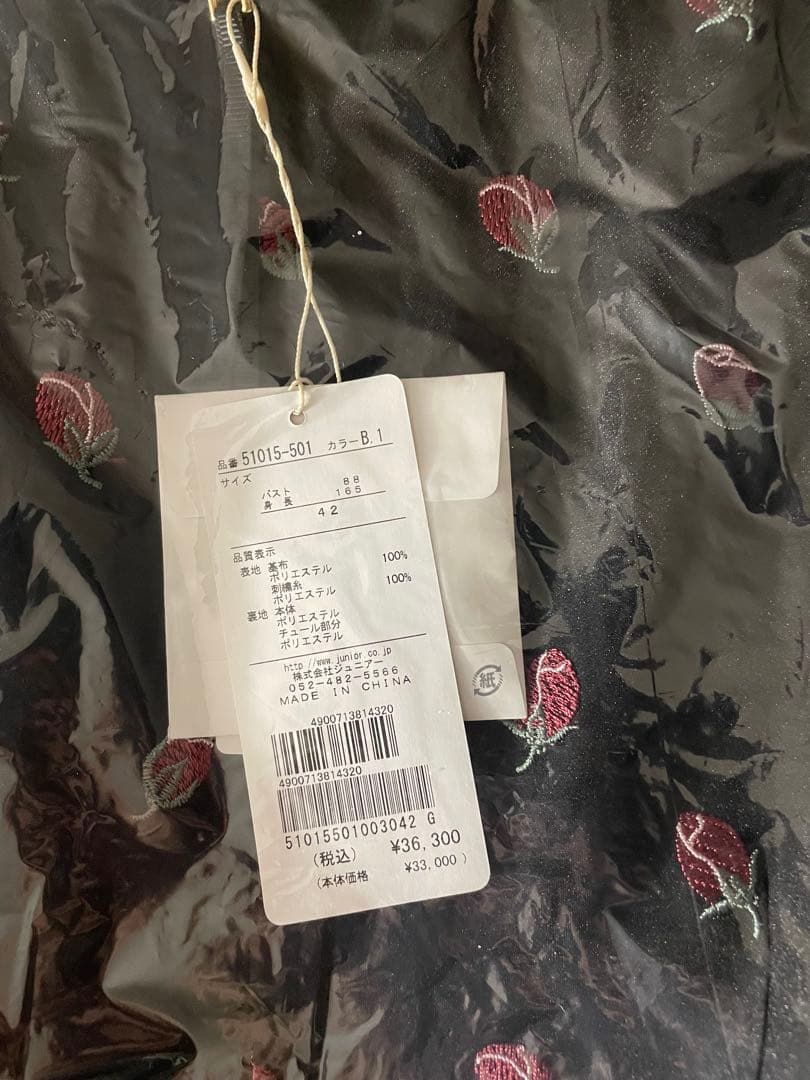 品番 51015-501 カラー B.1
サイズ
バスト 88
身長 165
42
品質表示
表地 基布
ポリエステル 100%
刺繍糸
ポリエステル 100%
裏地 本体
ポリエステル
チュール部分
ポリエステル
http //www.junior.co.jp
株式会社ジュニアー
052-482-5566
MADE IN CHINA
4900713814320
4900713814320
51015501003042 G
(税込) ¥36,300
(本体価格 ¥33,000)
紙